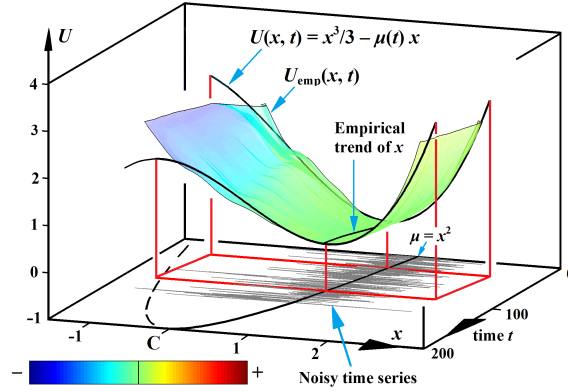 U
U(x, t) = x³/3 – μ(t) x
U_emp(x, t)
4
3
2
1
0
-1
Empirical
trend of x
μ = x²
-1
C
1
2
x
200
100
time t
– +
Noisy time series